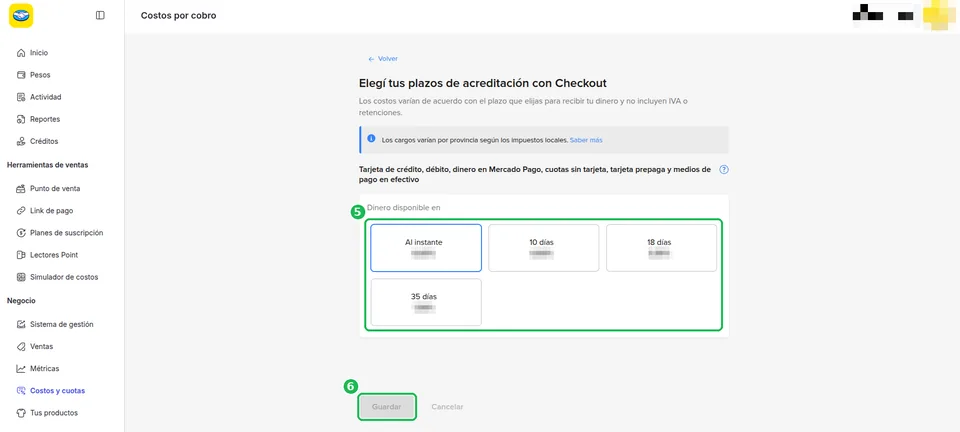 Costos por cobro
Inicio
Pesos
Actividad
Reportes
Créditos
Herramientas de ventas
Punto de venta
Link de pago
Planes de suscripción
Lectores Point
Simulador de costos
Negocio
Sistema de gestión
Ventas
Métricas
Costos y cuotas
Tus productos
← Volver
Elegí tus plazos de acreditación con Checkout
Los costos varían de acuerdo con el plazo que elijas para recibir tu dinero y no incluyen IVA o
retenciones.
Los cargos varían por provincia según los impuestos locales. Saber más
Tarjeta de crédito, débito, dinero en Mercado Pago, cuotas sin tarjeta, tarjeta prepaga y medios de
pago en efectivo
5
Dinero disponible en
Al instante
10 días
18 días
35 días
6
Guardar
Cancelar